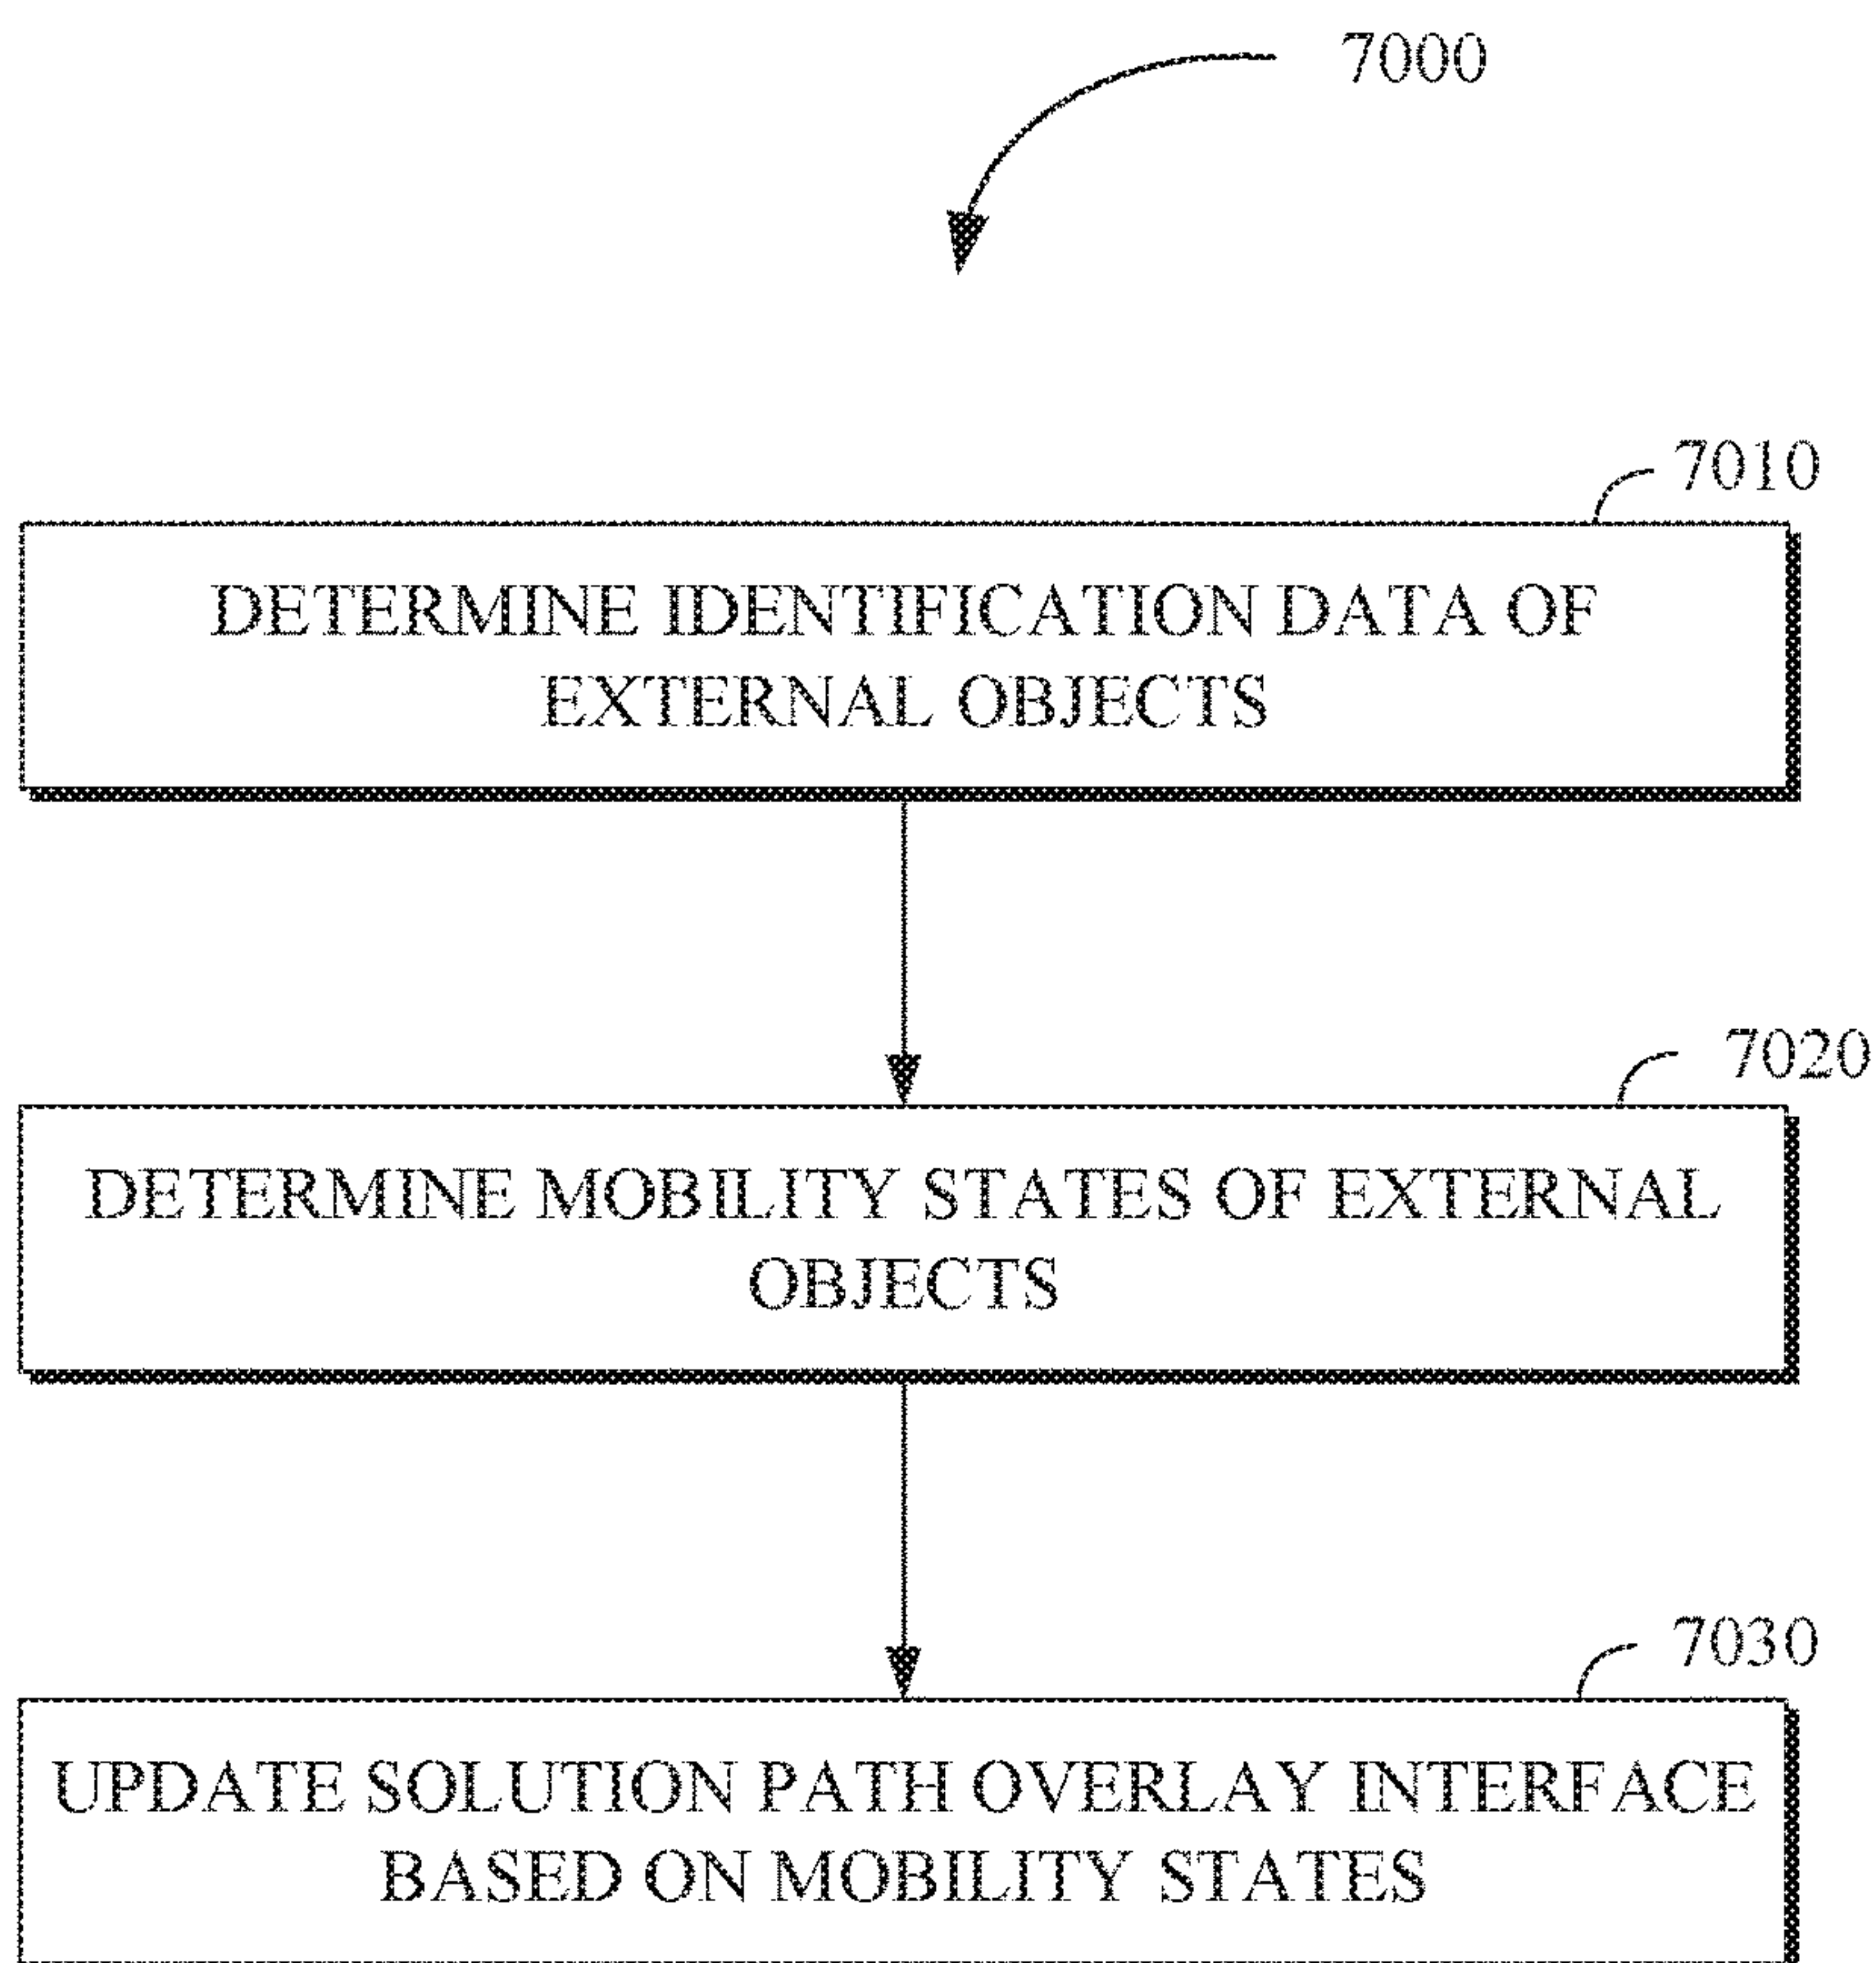 7000
7010
DETERMINE IDENTIFICATION DATA OF
EXTERNAL OBJECTS
7020
DETERMINE MOBILITY STATES OF EXTERNAL
OBJECTS
7030
UPDATE SOLUTION PATH OVERLAY INTERFACE
BASED ON MOBILITY STATES